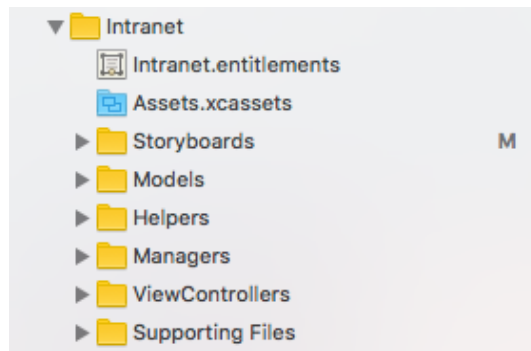 Intranet
Intranet.entitlements
Assets.xcassets
Storyboards M
Models
Helpers
Managers
ViewControllers
Supporting Files